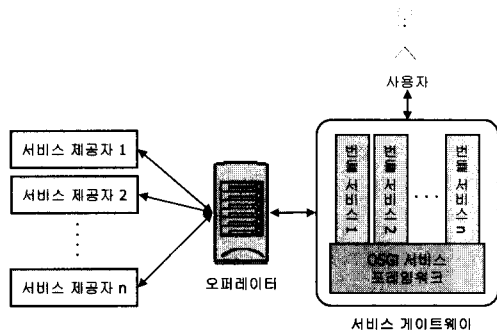 사용자
서비스 제공자 1
서비스 제공자 2
서비스 제공자 n
오퍼레이터
번들 서비스 1
번들 서비스 2
번들 서비스 n
OSGi 서비스
프레임워크
서비스 게이트웨이